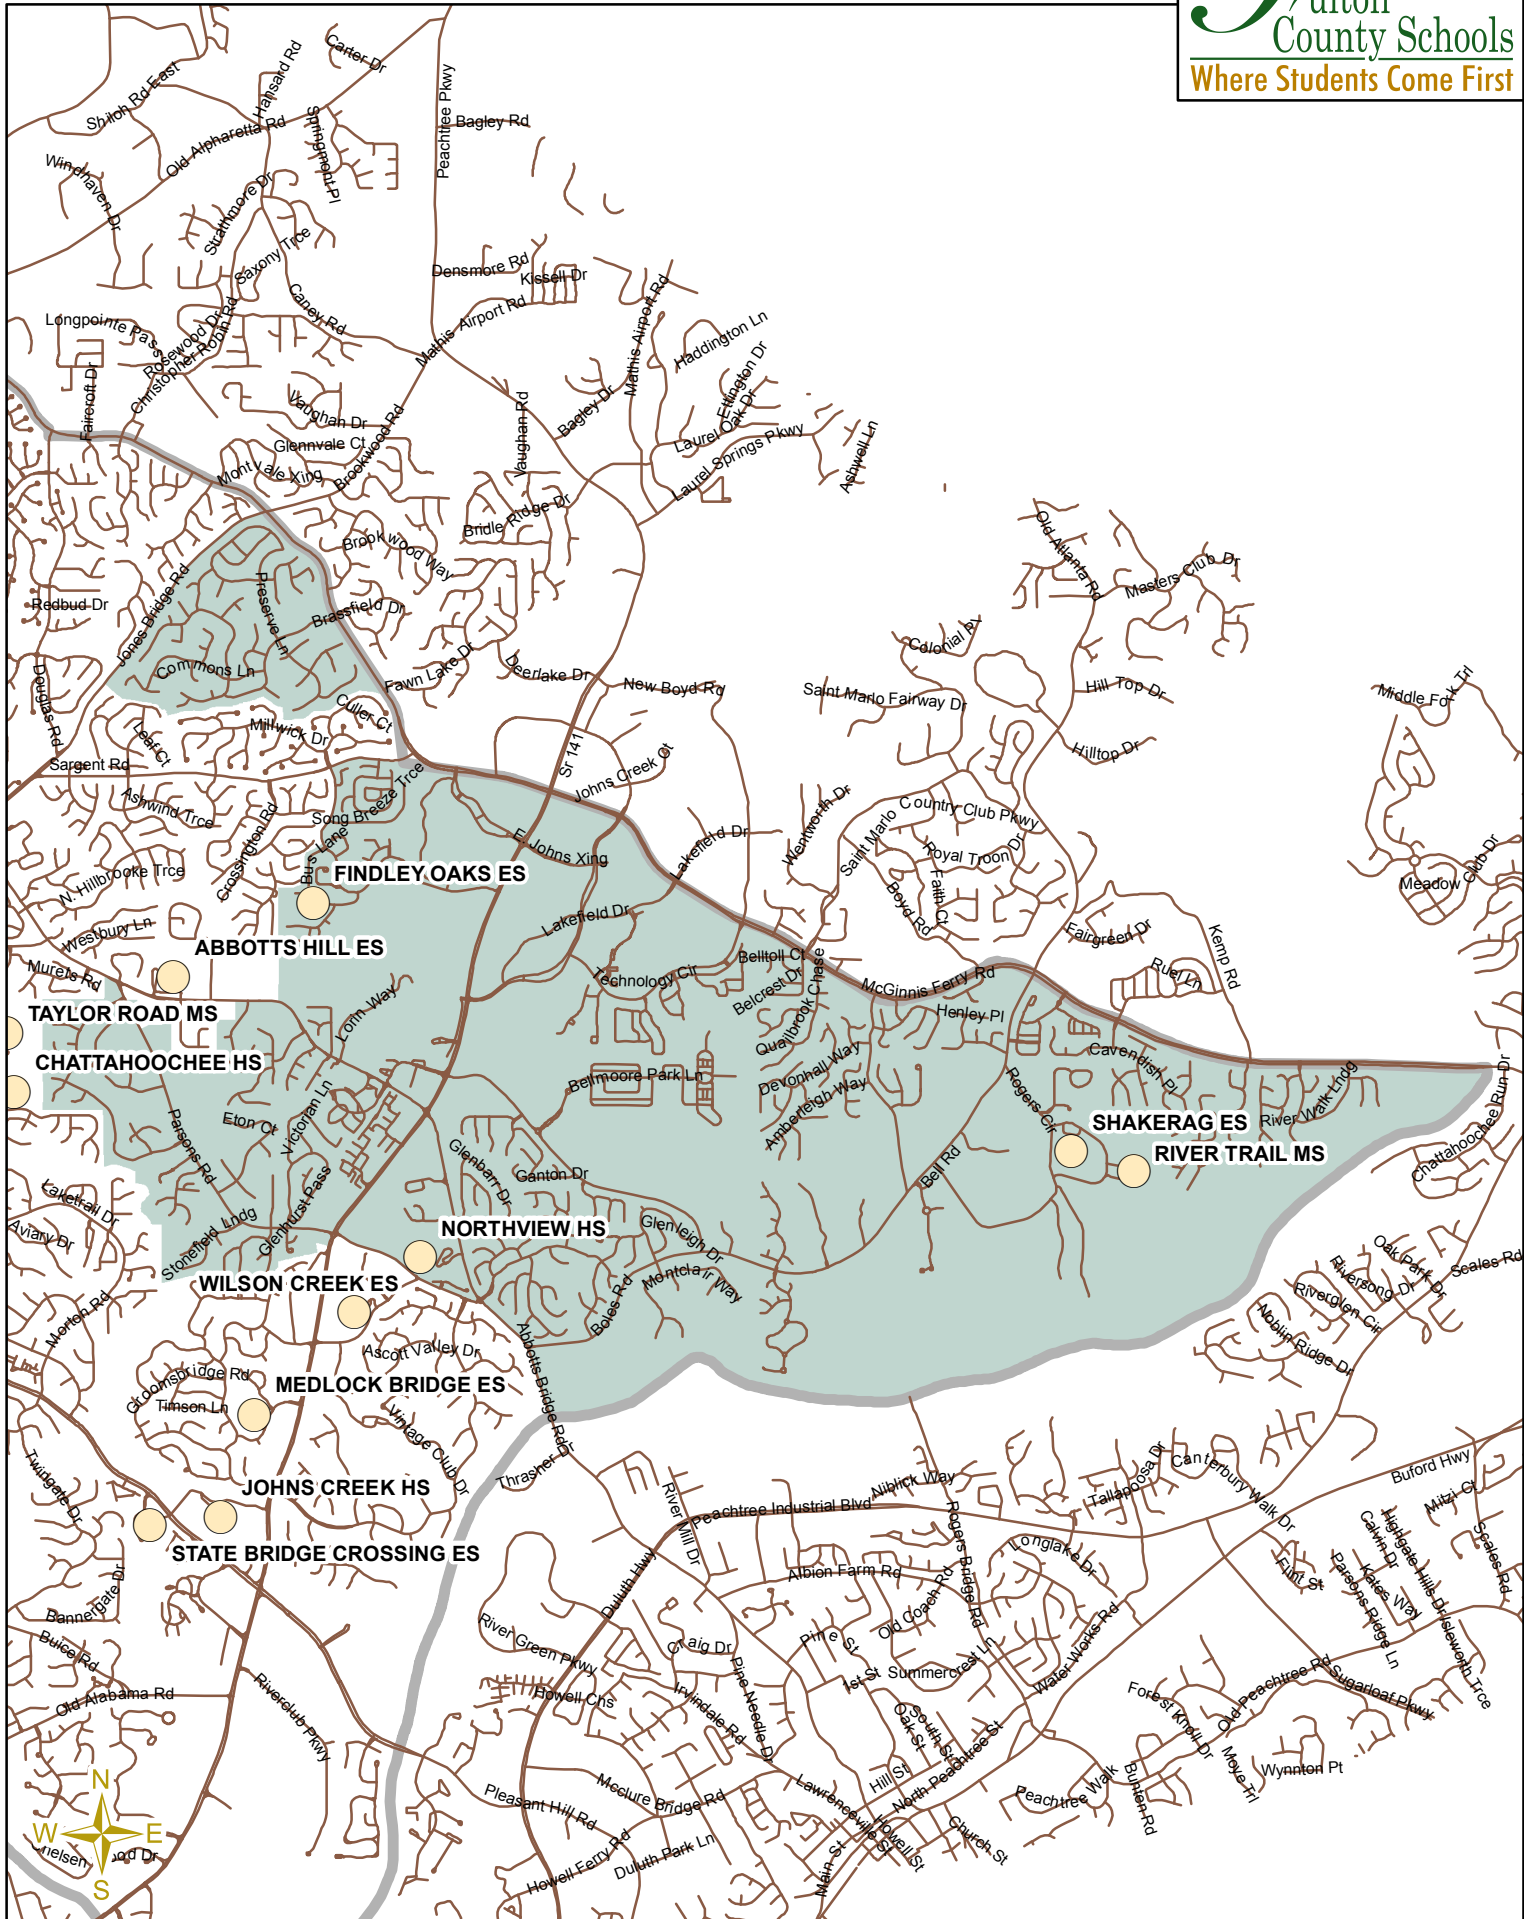 County Schools
Where Students Come First
Carter Dr
Hansard Rd
Shiloh Rd East
Peachtree Pkwy
Bagley Rd
Old Alpharetta Rd
Springmont Pl
Windhaven Dr
Strathmore Dr
Saxony Trce
Densmore Rd
Kissell Dr
Caney Rd
Mathis Airport Rd
Mathis Airport Rd
Longpointe Pass
Rosewood Dr
Christopher Robin Rd
Haddington Ln
Ettington Dr
Faircroft Dr
Vaughan Dr
Glennvale Ct
Brookwood Rd
Vaughan Rd
Bagley Dr
Laurel Oak Dr
Laurel Springs Pkwy
Ashwell Ln
Montvale Xing
Bridle Ridge Dr
Brookwood Way
Old Atlanta Rd
Masters Club Dr
Redbud Dr
Jones Bridge Rd
Preserve Ln
Brassfield Dr
Commons Ln
Fawn Lake Dr
Deerlake Dr
New Boyd Rd
Saint Marlo Fairway Dr
Hill Top Dr
Middle Fork Trl
Douglas Rd
Leaf Ct
Millwick Dr
Culler Ct
Hilltop Dr
Sargent Rd
Sr 141
Johns Creek Ct
Ashwind Trce
Crossington Rd
Song Breeze Trce
Bus Lane
E. Johns Xing
Lakefield Dr
Wentworth Dr
Saint Marlo
Country Club Pkwy
Royal Troon Dr
Faith Ct
Boyd Rd
Meadow Club Dr
N. Hillbrooke Trce
FINDLEY OAKS ES
Lakefield Dr
Westbury Ln
ABBOTTS HILL ES
Fairgreen Dr
Kemp Rd
Murets Rd
Technology Cir
Belltoll Ct
Belcrest Dr
Quailbrook Chase
McGinnis Ferry Rd
Ruel Ln
TAYLOR ROAD MS
Lorin Way
Henley Pl
CHATTAHOOCHEE HS
Bellmoore Park Ln
Devonhall Way
Amberleigh Way
Cavendish Pl
Rogers Cir
River Walk Lndg
Chattahoochee Run Dr
Parsons Rd
Eton Ct
Victorian Ln
SHAKERAG ES
RIVER TRAIL MS
Glenbarr Dr
Ganton Dr
Bell Rd
Laketrail Dr
Aviary Dr
Stonefield Lndg
Glenhurst Pass
NORTHVIEW HS
Glenleigh Dr
Montclair Way
Oak Park Dr
Scales Rd
Riversong Dr
Riverglen Cir
Noblin Ridge Dr
WILSON CREEK ES
Boles Rd
Morton Rd
Ascott Valley Dr
Abbotts Bridge Rd
Groomsbridge Rd
MEDLOCK BRIDGE ES
Timson Ln
Vintage Club Dr
Thrasher Dr
Twingate Dr
JOHNS CREEK HS
STATE BRIDGE CROSSING ES
River Mill Dr
Peachtree Industrial Blvd
Niblick Way
Tallapoosa Dr
Canterbury Walk Dr
Buford Hwy
Mitzi Ct
Scales Rd
Calvin Dr
Highgate Hills Dr
Duluth Hwy
Albion Farm Rd
Rogers Bridge Rd
Longlake Dr
Flint St
Parsons Ridge Ln
Kates Way
Isleworth Trce
Bannergate Dr
Buice Rd
Old Alabama Rd
Riverclub Pkwy
River Green Pkwy
Howell Chs
Craig Dr
Irvindale Rd
Pine Needle Dr
Pine St
Old Coach Rd
1st St
Summercrest Ln
Water Works Rd
Oak St
South St
Forest Knoll Dr
Old Peachtree Rd
Sugarloaf Pkwy
Moye Trl
Wynnton Pt
Hill St
North Peachtree St
Peachtree Walk
Bunton Rd
Pleasant Hill Rd
Mcclure Bridge Rd
Lawrenceville St
Howell St
Church St
Howell Ferry Rd
Duluth Park Ln
Main St
N
W
E
S